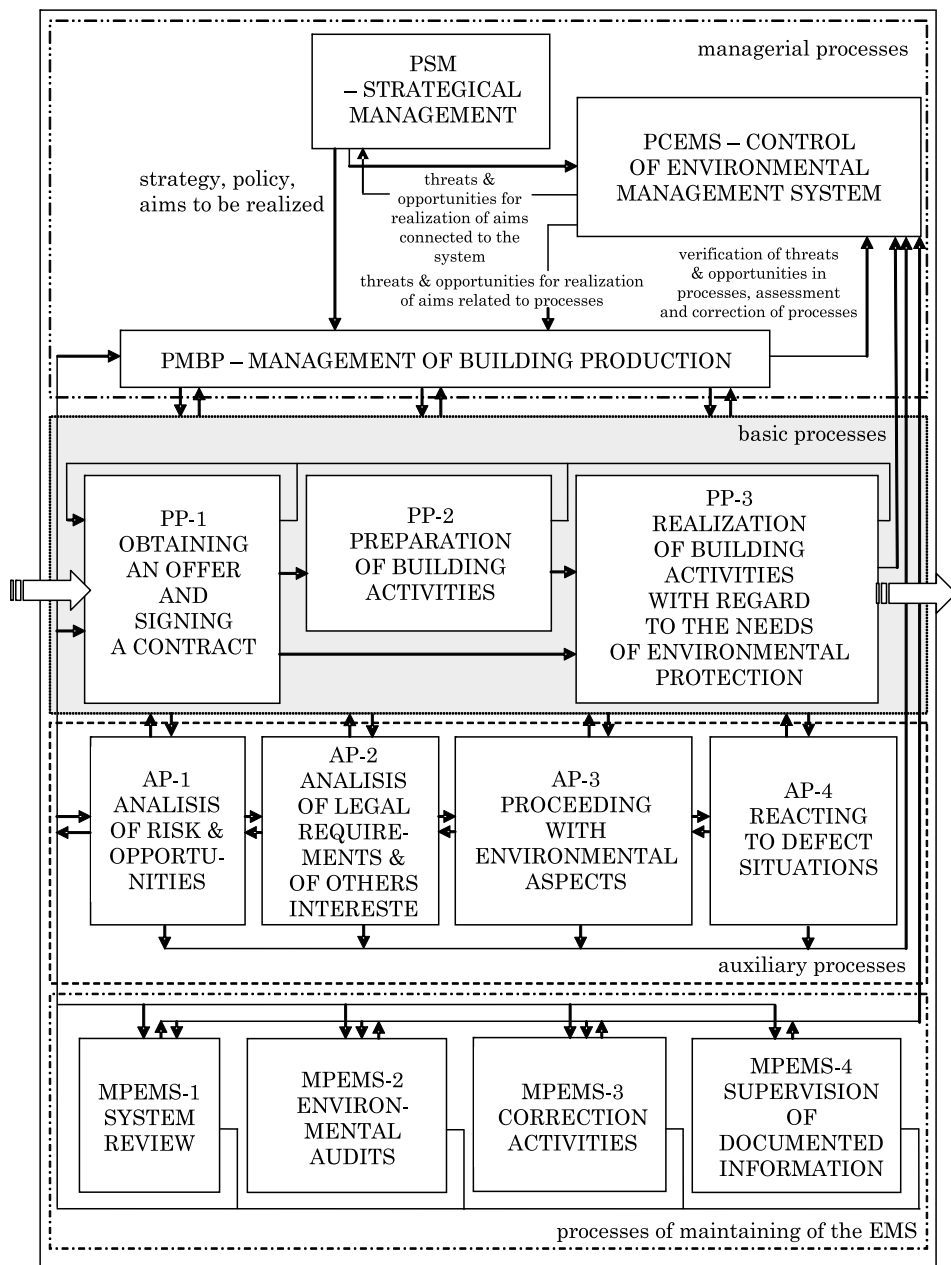 managerial processes
PSM
– STRATEGICAL
MANAGEMENT
PCEMS – CONTROL
OF ENVIRONMENTAL
MANAGEMENT SYSTEM
strategy, policy,
aims to be realized
threats &
opportunities for
realization of aims
connected to the
system
threats & opportunities for realization
of aims related to processes
verification of threats
& opportunities in
processes, assessment
and correction of processes
PMBP – MANAGEMENT OF BUILDING PRODUCTION
basic processes
PP-1
OBTAINING
AN OFFER
AND
SIGNING
A CONTRACT
PP-2
PREPARATION
OF BUILDING
ACTIVITIES
PP-3
REALIZATION
OF BUILDING
ACTIVITIES
WITH REGARD
TO THE NEEDS
OF ENVIRONMENTAL
PROTECTION
AP-1
ANALISIS
OF RISK &
OPPORTU-
NITIES
AP-2
ANALISIS
OF LEGAL
REQUIRE-
MENTS &
OF OTHERS
INTERESTE
AP-3
PROCEEDING
WITH
ENVIRONMENTAL
ASPECTS
AP-4
REACTING
TO DEFECT
SITUATIONS
auxiliary processes
MPEMS-1
SYSTEM
REVIEW
MPEMS-2
ENVIRON-
MENTAL
AUDITS
MPEMS-3
CORRECTION
ACTIVITIES
MPEMS-4
SUPERVISION
OF
DOCUMENTED
INFORMATION
processes of maintaining of the EMS